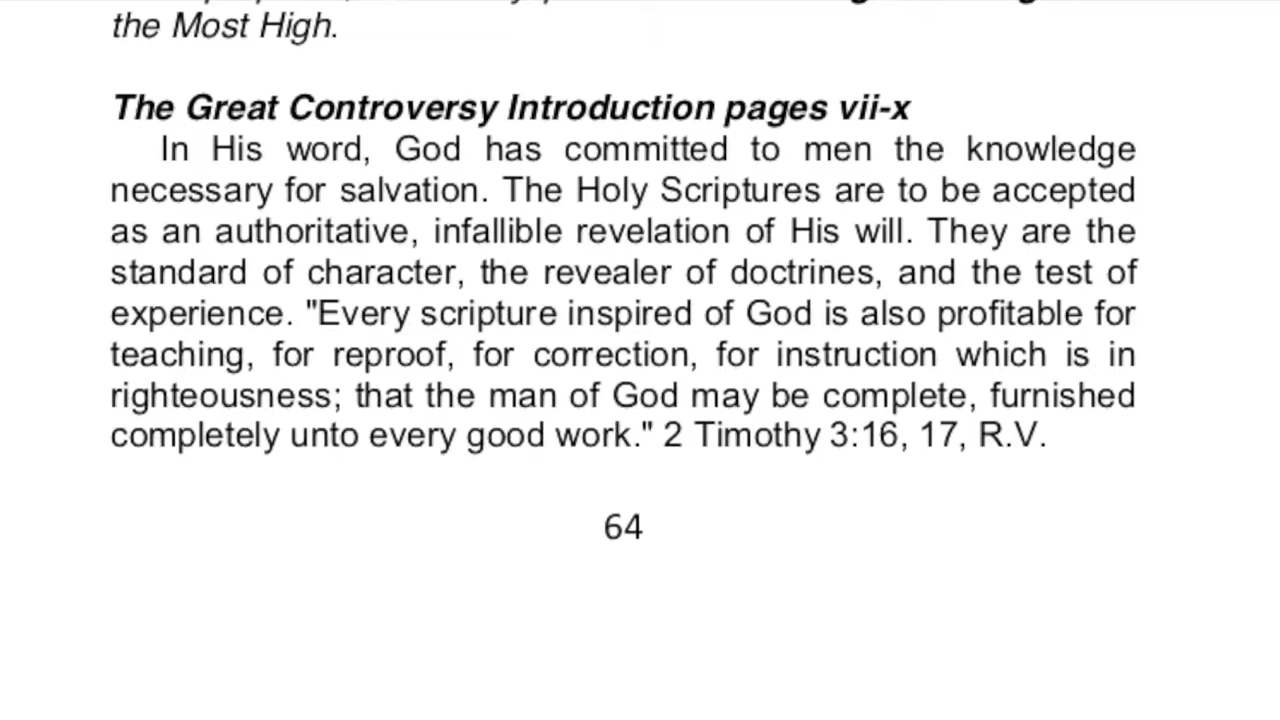 the Most High.
The Great Controversy Introduction pages vii-x
In His word, God has committed to men the knowledge
necessary for salvation. The Holy Scriptures are to be accepted
as an authoritative, infallible revelation of His will. They are the
standard of character, the revealer of doctrines, and the test of
experience. "Every scripture inspired of God is also profitable for
teaching, for reproof, for correction, for instruction which is in
righteousness; that the man of God may be complete, furnished
completely unto every good work." 2 Timothy 3:16, 17, R.V.
64